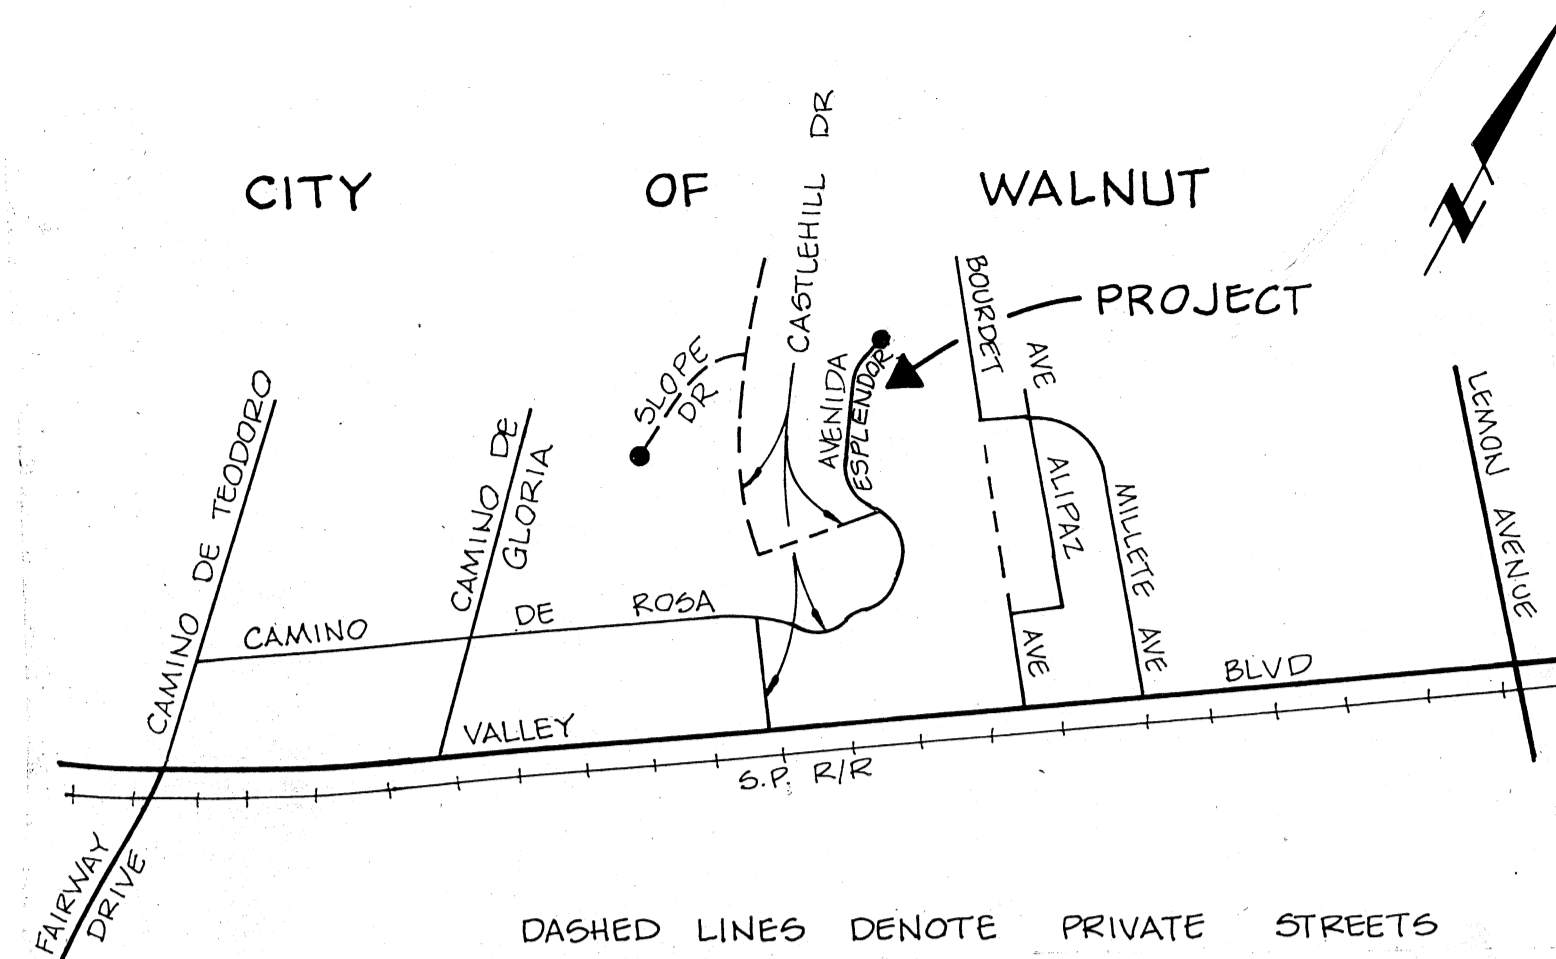 CITY OF WALNUT
CASTLEHILL DR
PROJECT
BOURDET
AVE
SLOPE
DR
AVENIDA
ESPLENDOR
CAMINO DE TEODORO
CAMINO DE
GLORIA
ALIPAZ
AVE
MILLETE AVE
LEMON AVENUE
CAMINO DE ROSA
VALLEY BLVD
S.P. R/R
FAIRWAY
DRIVE
N
DASHED LINES DENOTE PRIVATE STREETS